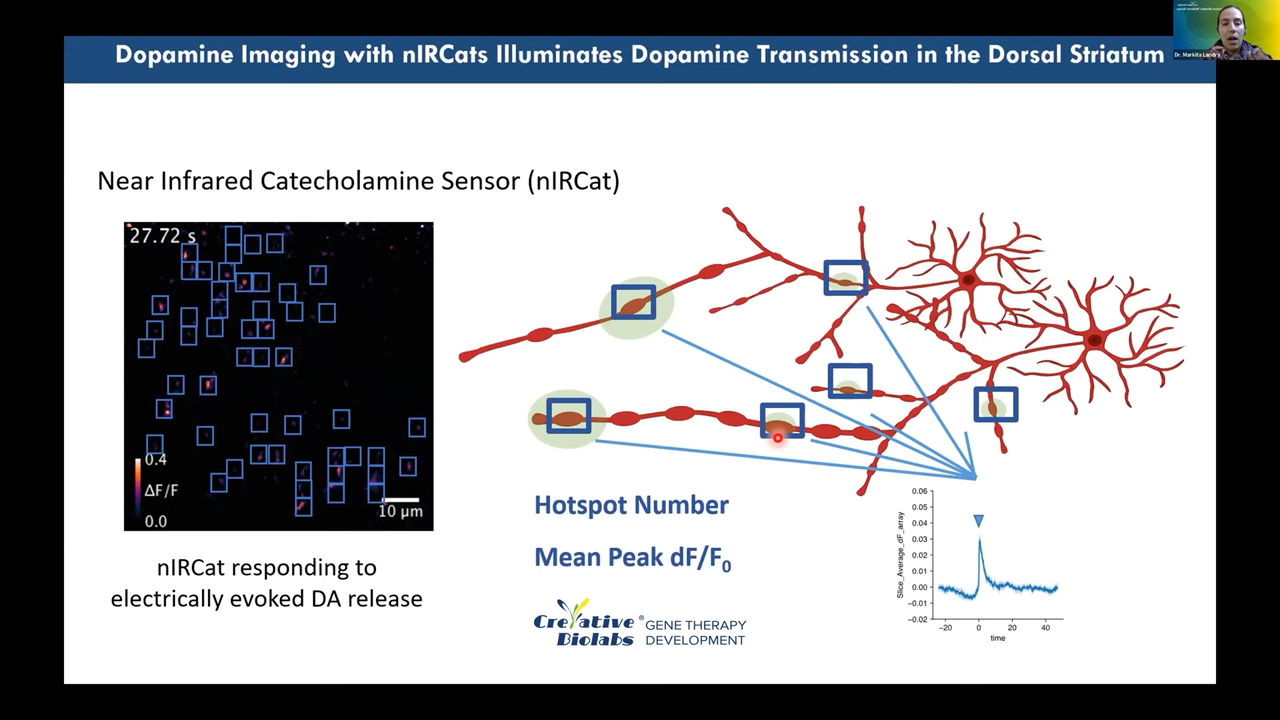 Dopamine Imaging with nIRCats Illuminates Dopamine Transmission in the Dorsal Striatum
Dr. Markita Landry
Near Infrared Catecholamine Sensor (nIRCat)
27.72 s
0.4
ΔF/F
0.0
10 μm
nIRCat responding to
electrically evoked DA release
Hotspot Number
Mean Peak dF/F₀
Creative ® GENE THERAPY
Biolabs DEVELOPMENT
Slice_Average_dF_array
0.06
0.05
0.04
0.03
0.02
0.01
0.00
−0.01
−0.02
−20 0 20 40
time